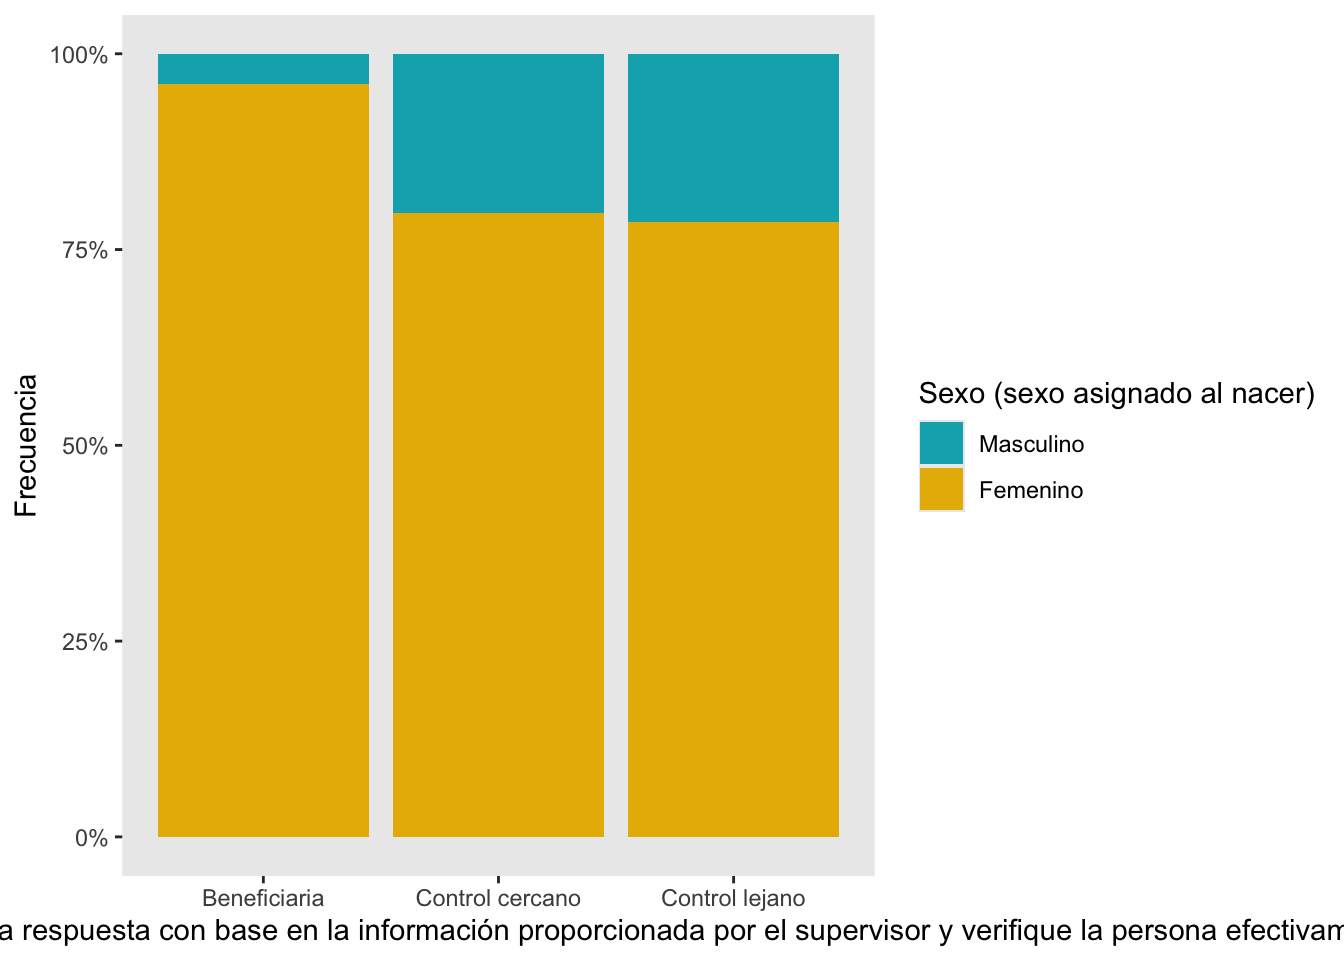 100%
75%
50%
25%
0%
Frecuencia
Beneficiaria
Control cercano
Control lejano
a respuesta con base en la información proporcionada por el supervisor y verifique la persona
Sexo (sexo asignado al nacer)
Masculino
Femenino